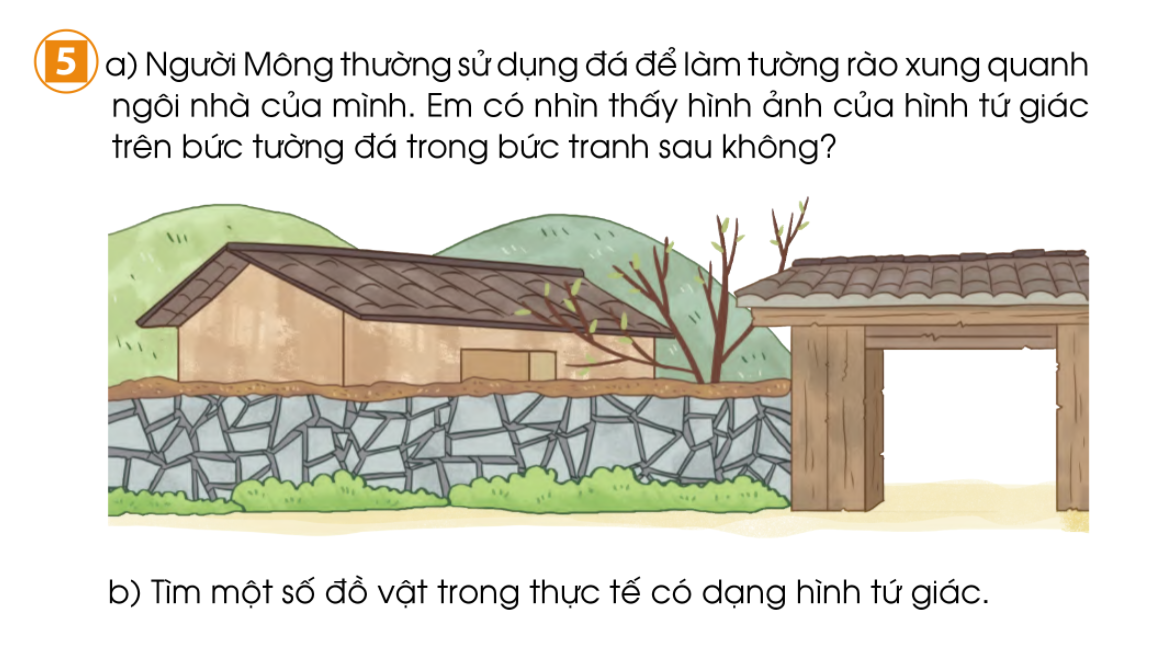 5 a) Người Mông thường sử dụng đá để làm tường rào xung quanh
ngôi nhà của mình. Em có nhìn thấy hình ảnh của hình tứ giác
trên bức tường đá trong bức tranh sau không?
b) Tìm một số đồ vật trong thực tế có dạng hình tứ giác.